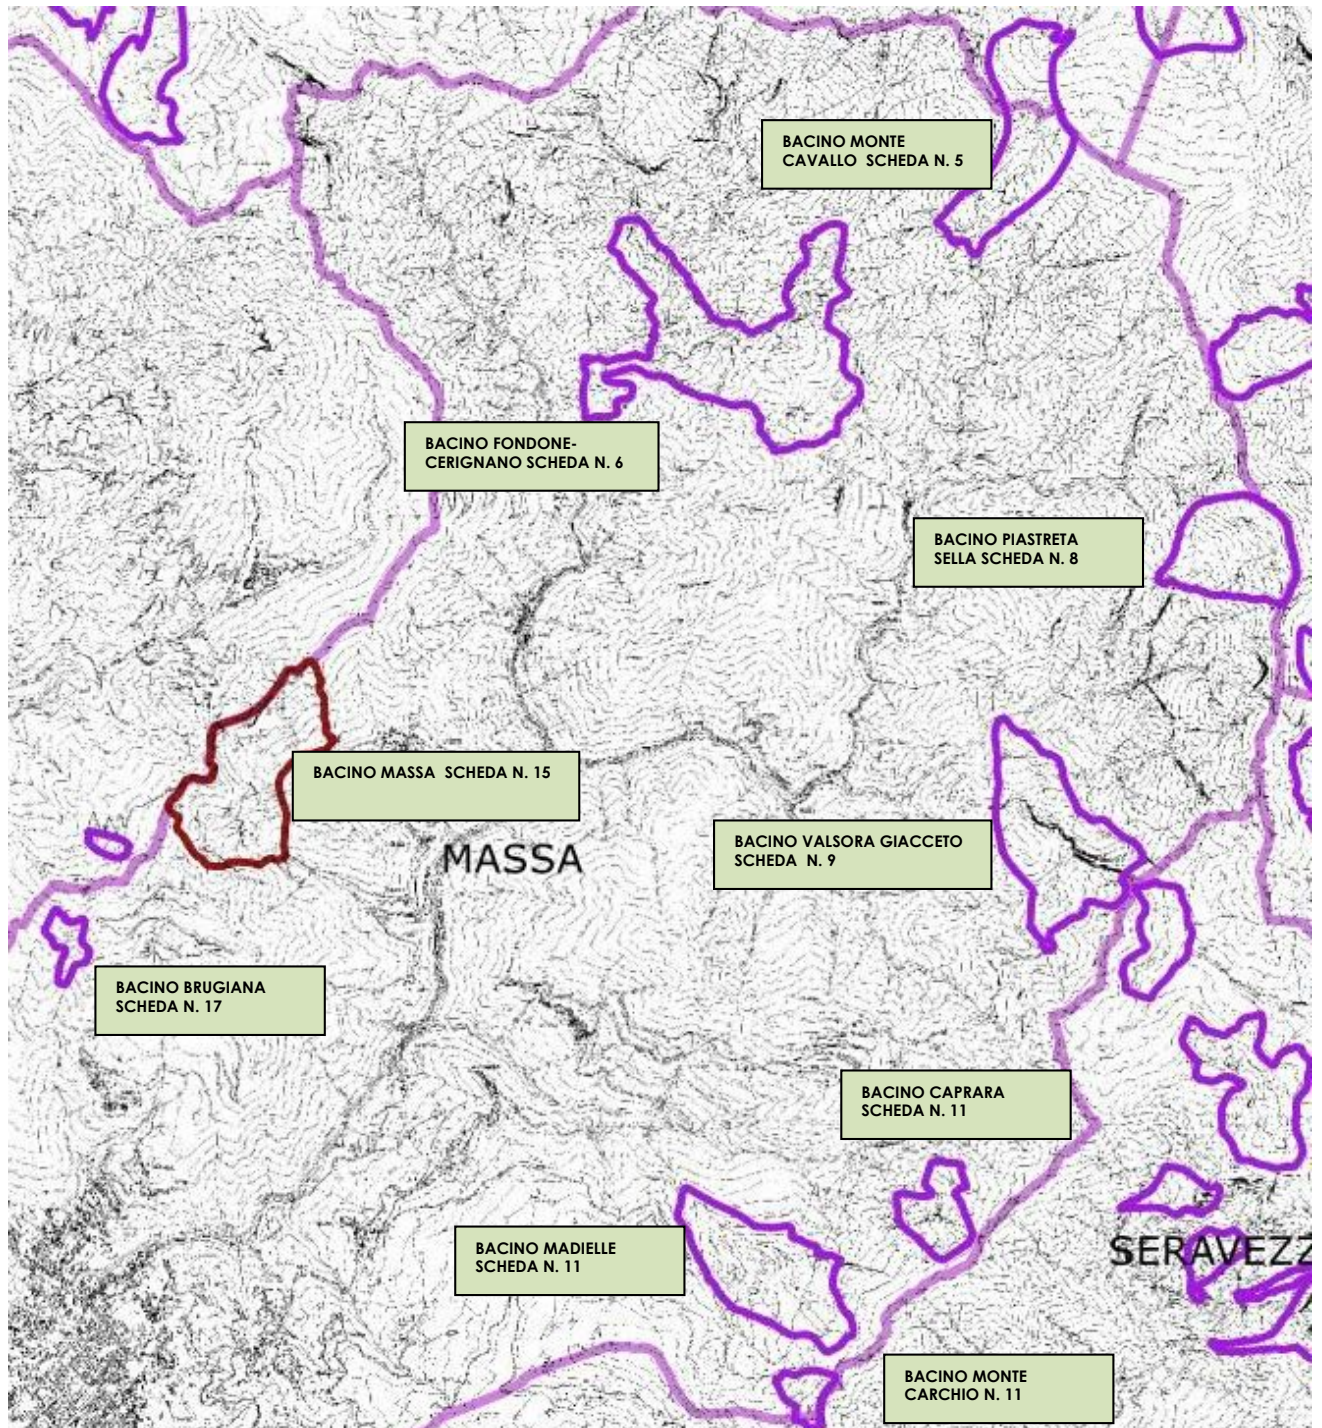 BACINO MONTE
CAVALLO SCHEDA N. 5
BACINO FONDONE-
CERIGNANO SCHEDA N. 6
BACINO PIASTRETA
SELLA SCHEDA N. 8
BACINO MASSA SCHEDA N. 15
BACINO VALSORA GIACCETO
SCHEDA N. 9
MASSA
BACINO BRUGIANA
SCHEDA N. 17
BACINO CAPRARA
SCHEDA N. 11
BACINO MADIELLE
SCHEDA N. 11
SERAVEZZ
BACINO MONTE
CARCHIO N. 11